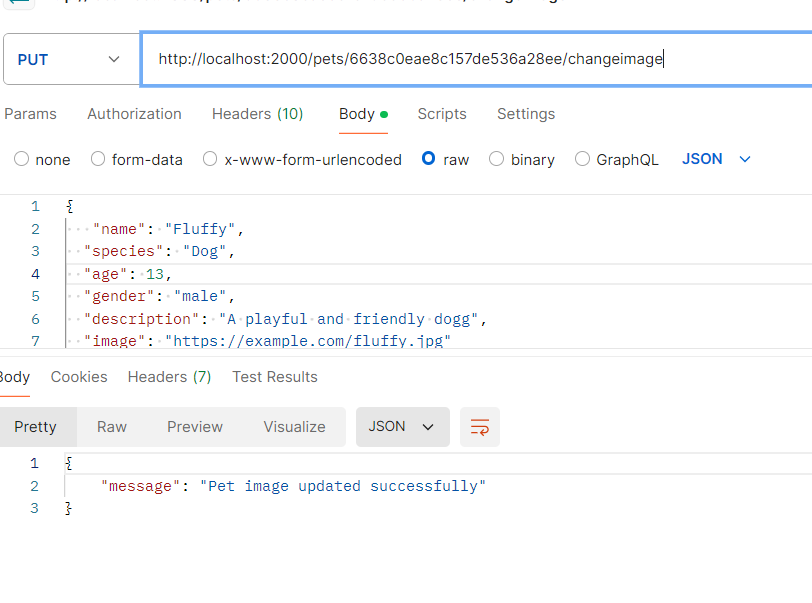 PUT http://localhost:2000/pets/6638c0eae8c157de536a28ee/changeimage
Params Authorization Headers (10) Body Scripts Settings
none form-data x-www-form-urlencoded raw binary GraphQL JSON
1 {
2 "name": "Fluffy",
3 "species": "Dog",
4 "age": 13,
5 "gender": "male",
6 "description": "A playful and friendly dogg",
7 "image": "https://example.com/fluffy.jpg"
Body Cookies Headers (7) Test Results
Pretty Raw Preview Visualize JSON
1 {
2 "message": "Pet image updated successfully"
3 }